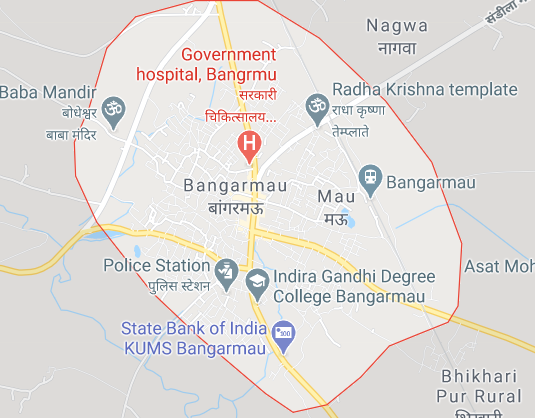 Nagwa
नागवा
संडीला म
Government
hospital, Bangrmu
सरकारी
चिकित्सालय...
H
Baba Mandir
बोधेश्वर
बाबा मंदिर
Radha Krishna template
राधा कृष्णा
तेम्प्लाते
Bangarmau
बांगरमऊ
Mau
मऊ
Bangarmau
Police Station
पुलिस स्टेशन
Asat Moh
Indira Gandhi Degree
College Bangarmau
State Bank of India
KUMS Bangarmau
Bhikhari
Pur Rural